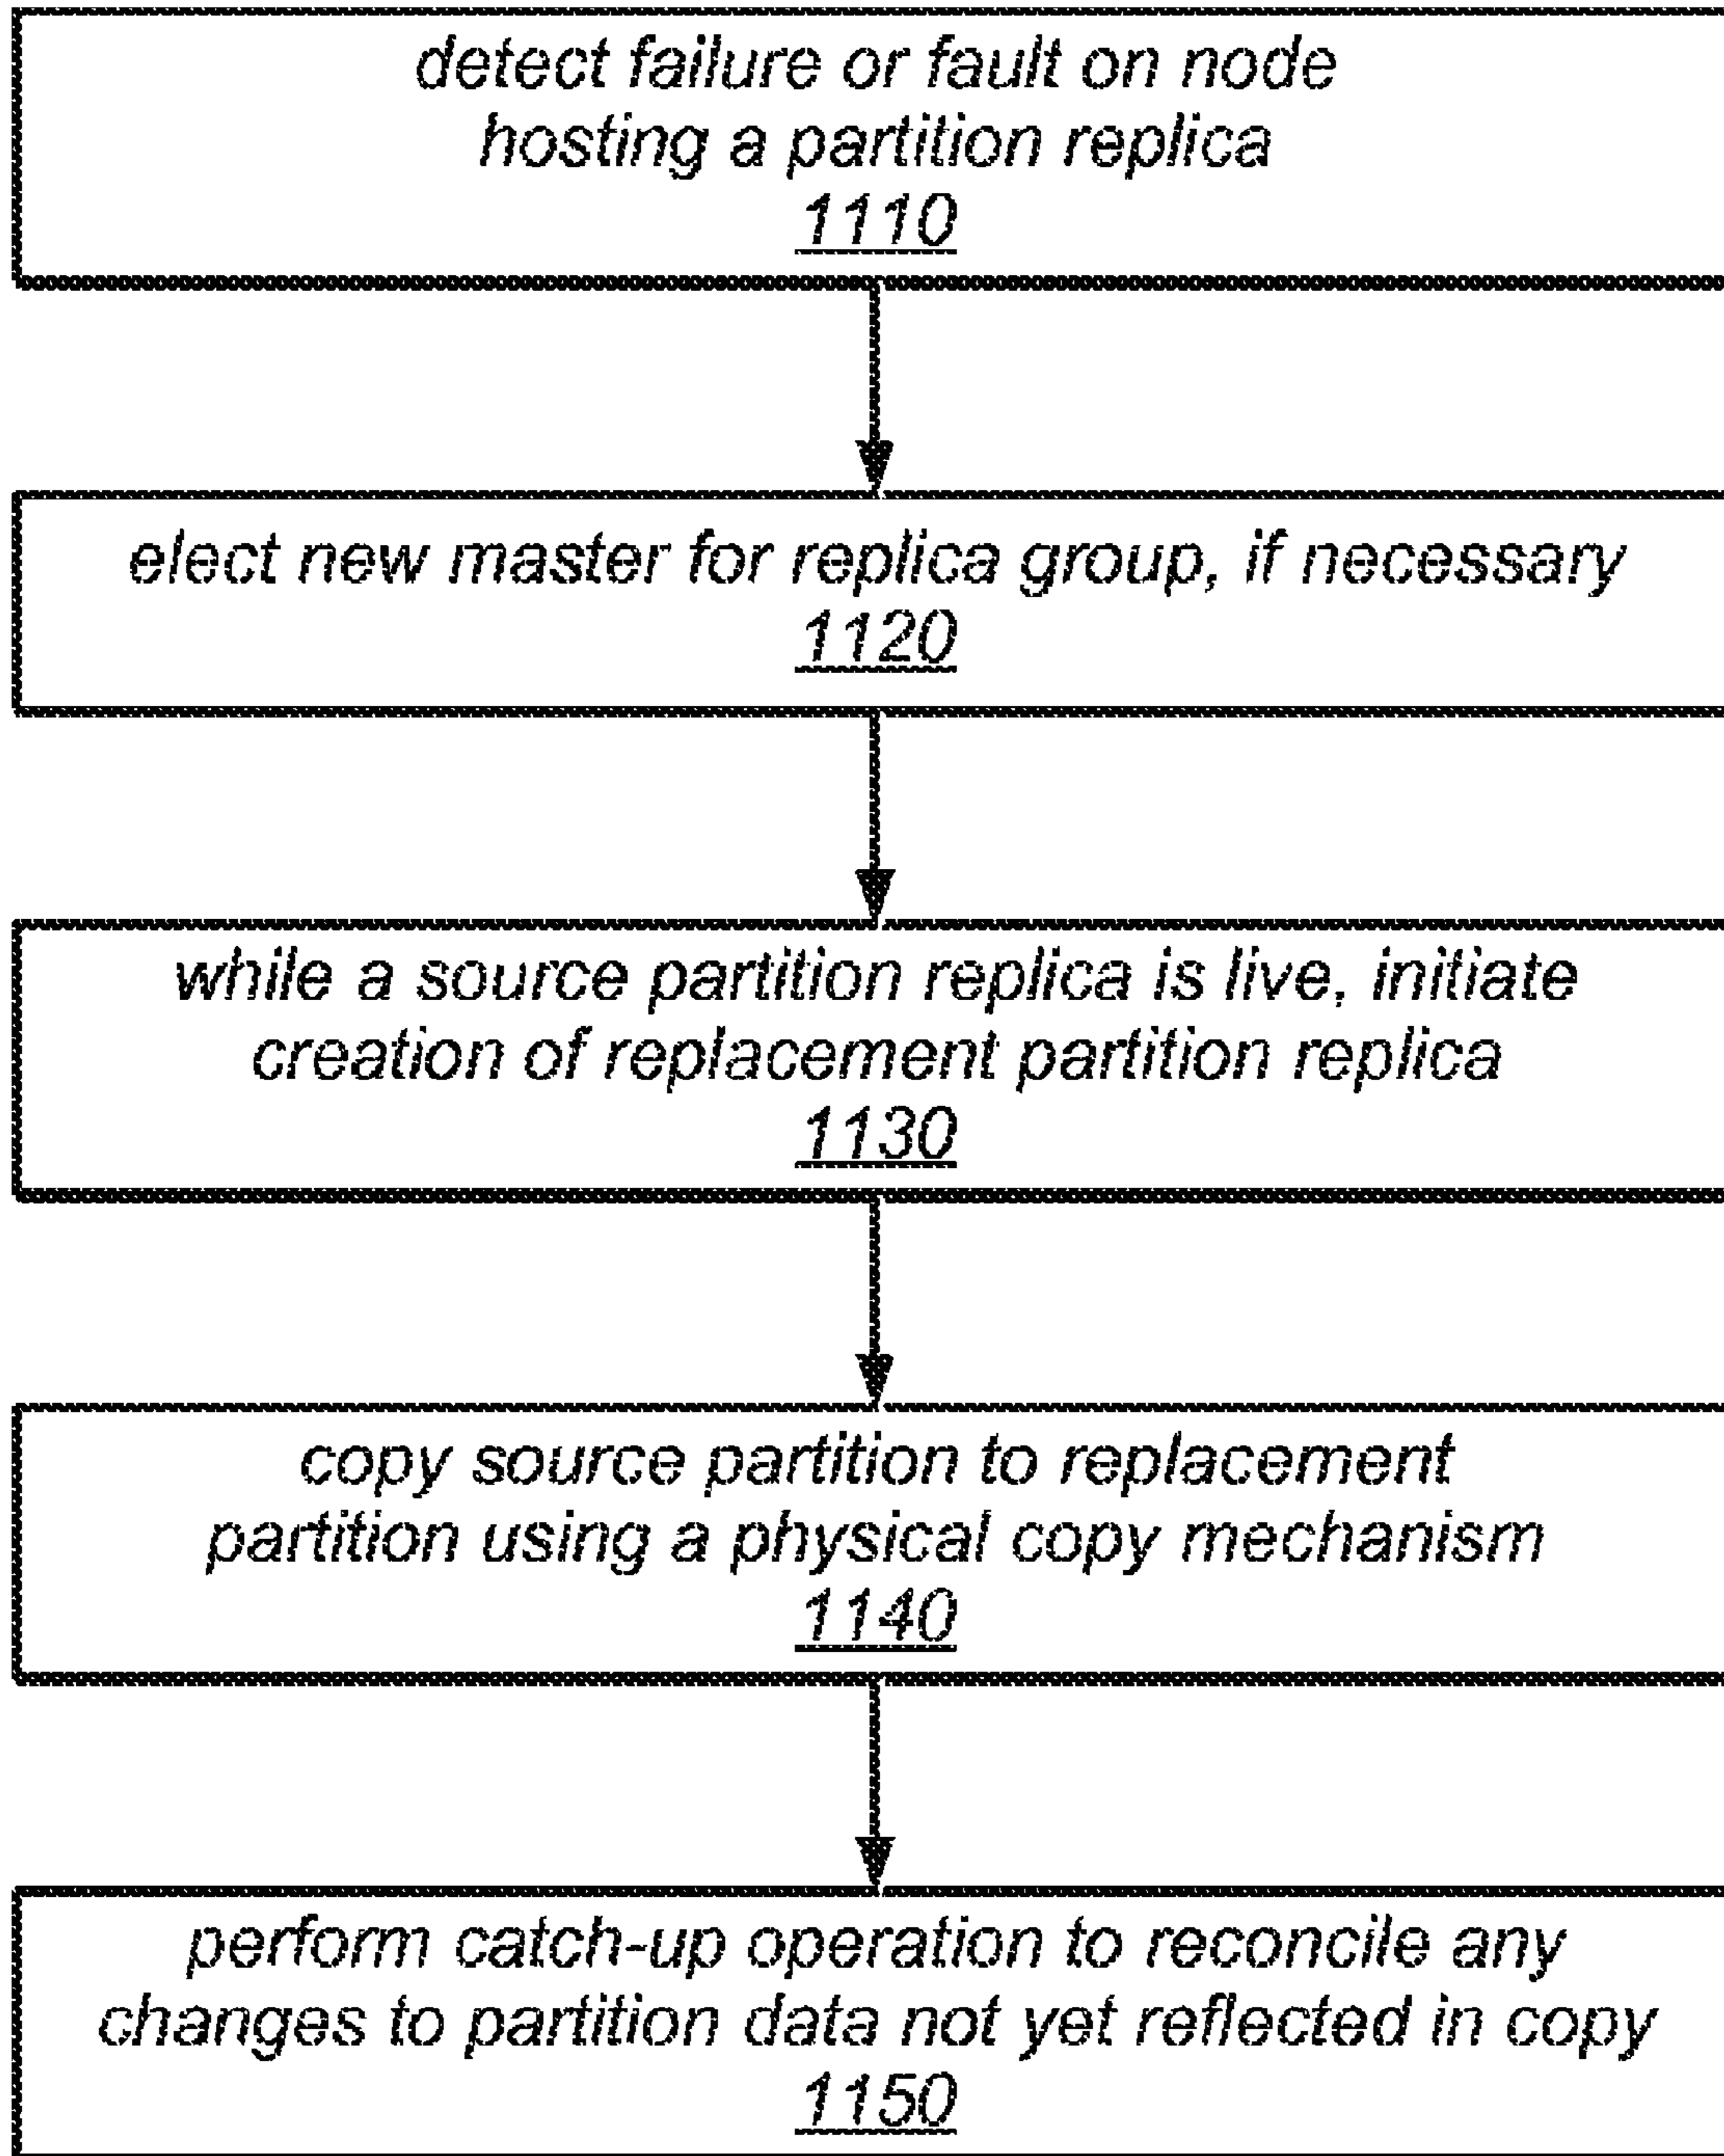 detect failure or fault on node
hosting a partition replica
1110
elect new master for replica group, if necessary
1120
while a source partition replica is live, initiate
creation of replacement partition replica
1130
copy source partition to replacement
partition using a physical copy mechanism
1140
perform catch-up operation to reconcile any
changes to partition data not yet reflected in copy
1150